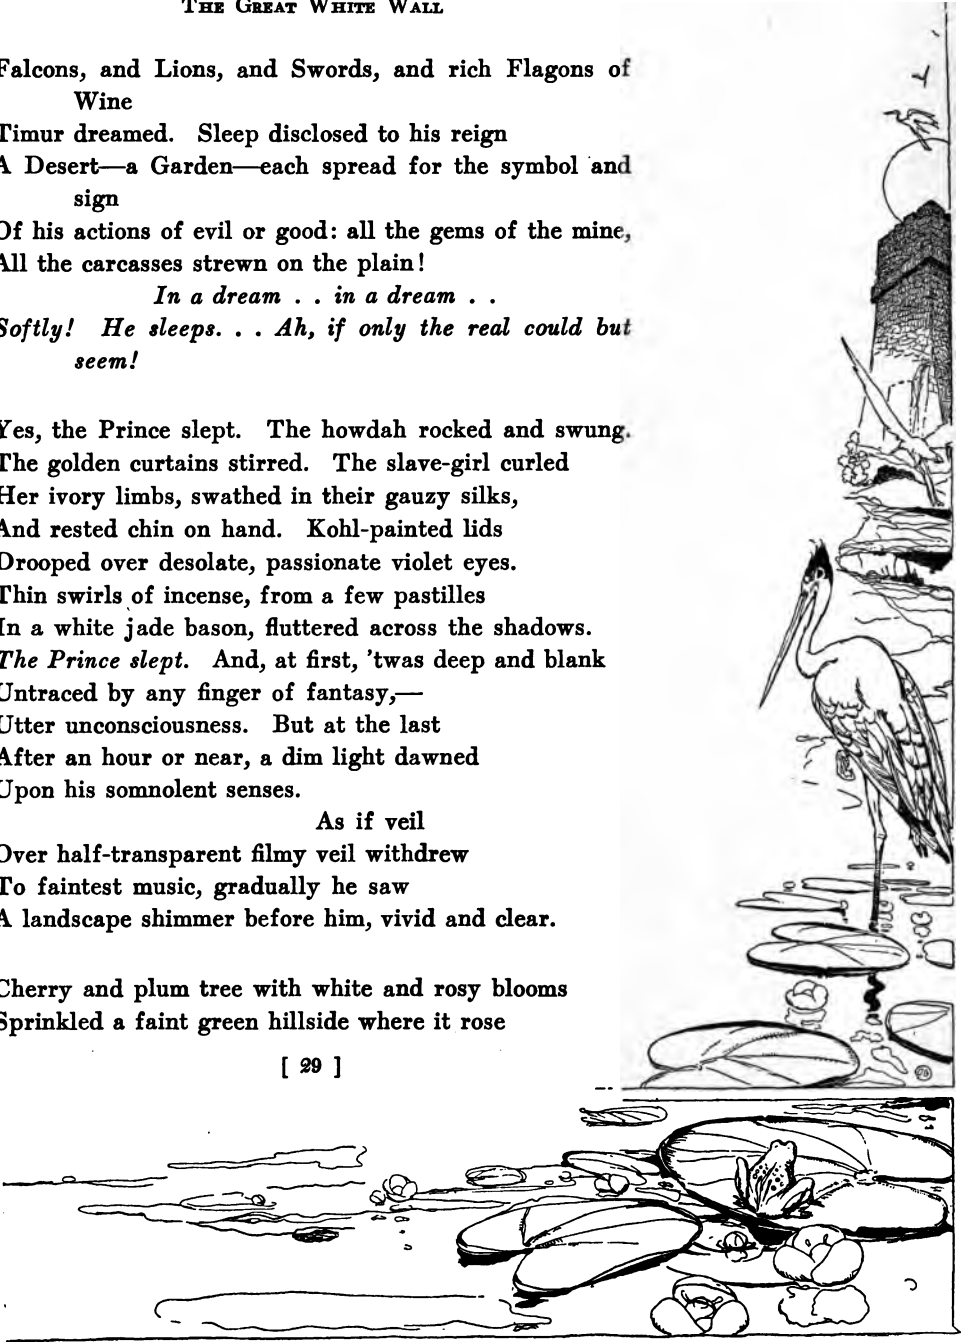 The Great White Wall
Falcons, and Lions, and Swords, and rich Flagons of
Wine
Timur dreamed. Sleep disclosed to his reign
A Desert—a Garden—each spread for the symbol and
sign
Of his actions of evil or good: all the gems of the mine,
All the carcasses strewn on the plain!
In a dream . . in a dream . .
Softly! He sleeps. . . Ah, if only the real could but
seem!
Yes, the Prince slept. The howdah rocked and swung.
The golden curtains stirred. The slave-girl curled
Her ivory limbs, swathed in their gauzy silks,
And rested chin on hand. Kohl-painted lids
Drooped over desolate, passionate violet eyes.
Thin swirls of incense, from a few pastilles
In a white jade bason, fluttered across the shadows.
The Prince slept. And, at first, 'twas deep and blank
Untraced by any finger of fantasy,—
Utter unconsciousness. But at the last
After an hour or near, a dim light dawned
Upon his somnolent senses.
As if veil
Over half-transparent filmy veil withdrew
To faintest music, gradually he saw
A landscape shimmer before him, vivid and clear.
Cherry and plum tree with white and rosy blooms
Sprinkled a faint green hillside where it rose
[ 29 ]